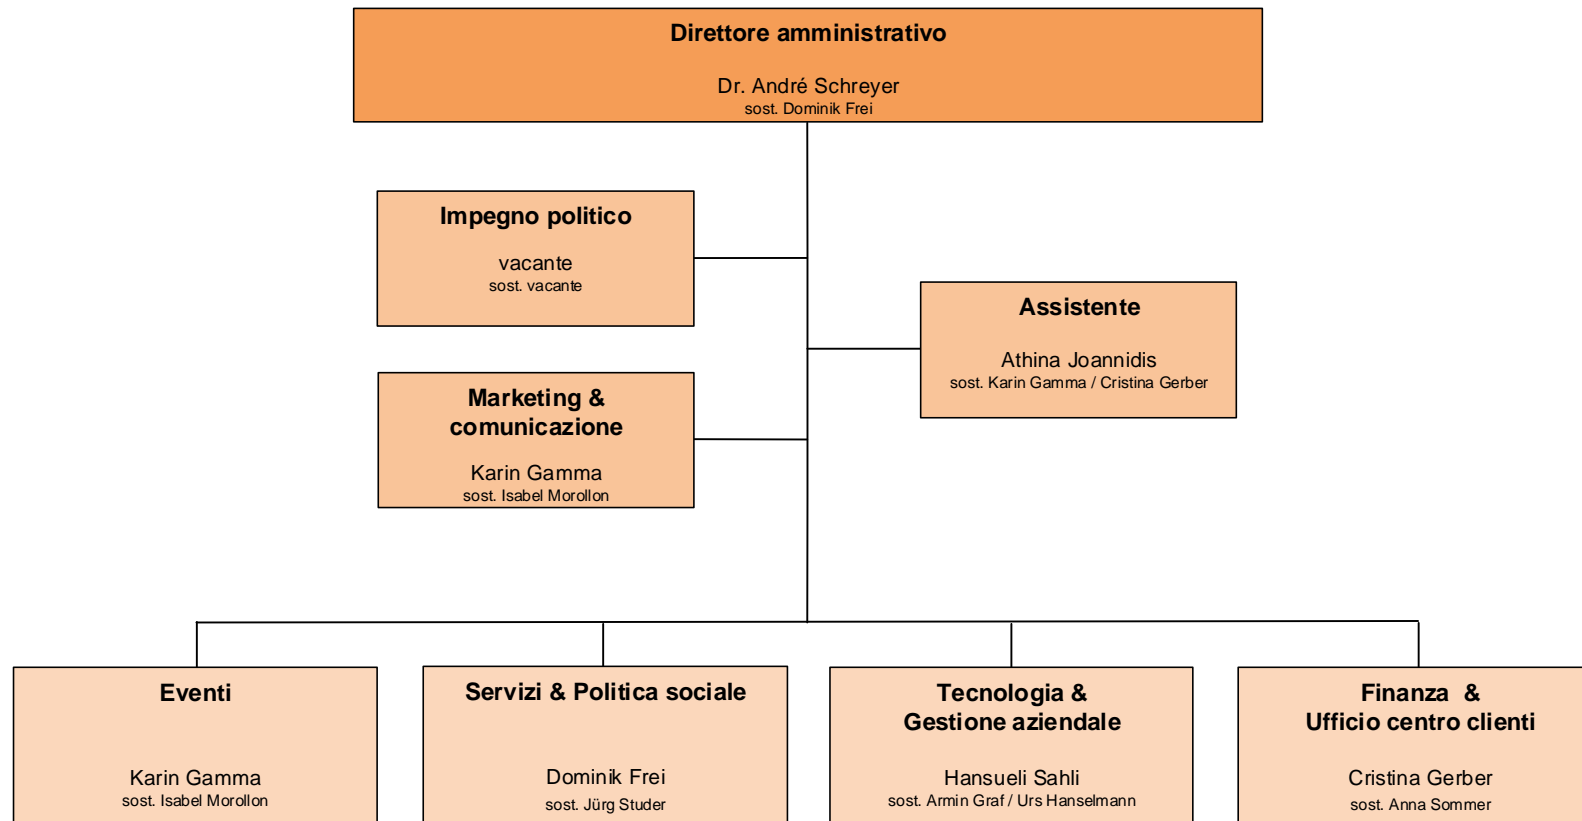 Direttore amministrativo
Dr. André Schreyer
sost. Dominik Frei
Impegno politico
vacante
sost. vacante
Assistente
Athina Joannidis
sost. Karin Gamma / Cristina Gerber
Marketing &
comunicazione
Karin Gamma
sost. Isabel Morollon
Eventi
Karin Gamma
sost. Isabel Morollon
Servizi & Politica sociale
Dominik Frei
sost. Jürg Studer
Tecnologia &
Gestione aziendale
Hansueli Sahli
sost. Armin Graf / Urs Hanselmann
Finanza &
Ufficio centro clienti
Cristina Gerber
sost. Anna Sommer